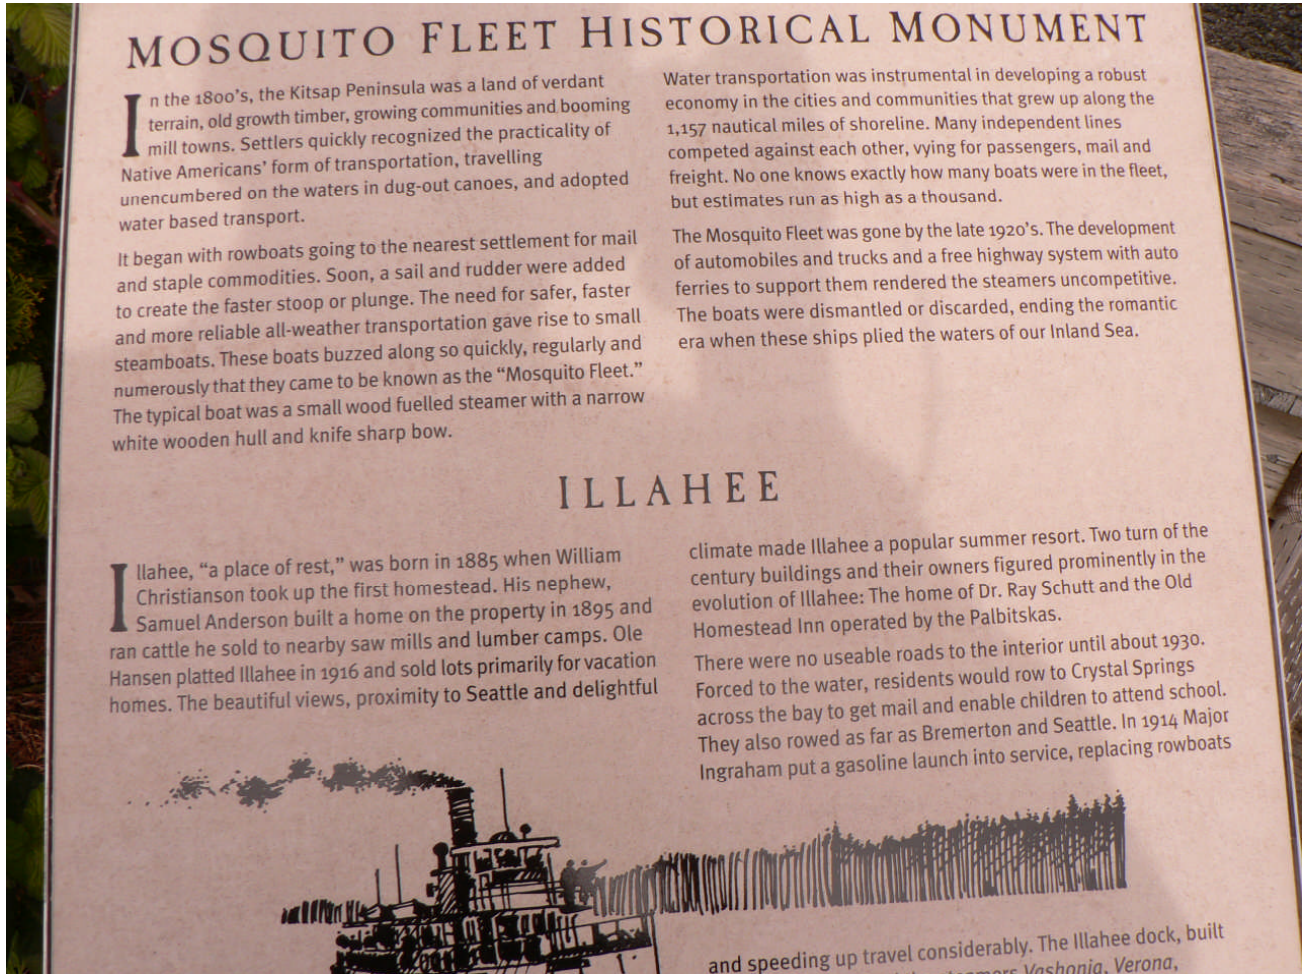 MOSQUITO FLEET HISTORICAL MONUMENT
In the 1800's, the Kitsap Peninsula was a land of verdant
terrain, old growth timber, growing communities and booming
mill towns. Settlers quickly recognized the practicality of
Native Americans' form of transportation, travelling
unencumbered on the waters in dug-out canoes, and adopted
water based transport.
It began with rowboats going to the nearest settlement for mail
and staple commodities. Soon, a sail and rudder were added
to create the faster stoop or plunge. The need for safer, faster
and more reliable all-weather transportation gave rise to small
steamboats. These boats buzzed along so quickly, regularly and
numerously that they came to be known as the "Mosquito Fleet."
The typical boat was a small wood fuelled steamer with a narrow
white wooden hull and knife sharp bow.
Water transportation was instrumental in developing a robust
economy in the cities and communities that grew up along the
1,157 nautical miles of shoreline. Many independent lines
competed against each other, vying for passengers, mail and
freight. No one knows exactly how many boats were in the fleet,
but estimates run as high as a thousand.
The Mosquito Fleet was gone by the late 1920's. The development
of automobiles and trucks and a free highway system with auto
ferries to support them rendered the steamers uncompetitive.
The boats were dismantled or discarded, ending the romantic
era when these ships plied the waters of our Inland Sea.
ILLAHEE
Illahee, "a place of rest," was born in 1885 when William
Christianson took up the first homestead. His nephew,
Samuel Anderson built a home on the property in 1895 and
ran cattle he sold to nearby saw mills and lumber camps. Ole
Hansen platted Illahee in 1916 and sold lots primarily for vacation
homes. The beautiful views, proximity to Seattle and delightful
climate made Illahee a popular summer resort. Two turn of the
century buildings and their owners figured prominently in the
evolution of Illahee: The home of Dr. Ray Schutt and the Old
Homestead Inn operated by the Palbitskas.
There were no useable roads to the interior until about 1930.
Forced to the water, residents would row to Crystal Springs
across the bay to get mail and enable children to attend school.
They also rowed as far as Bremerton and Seattle. In 1914 Major
Ingraham put a gasoline launch into service, replacing rowboats
and speeding up travel considerably. The Illahee dock, built
Vashonia, Verona,